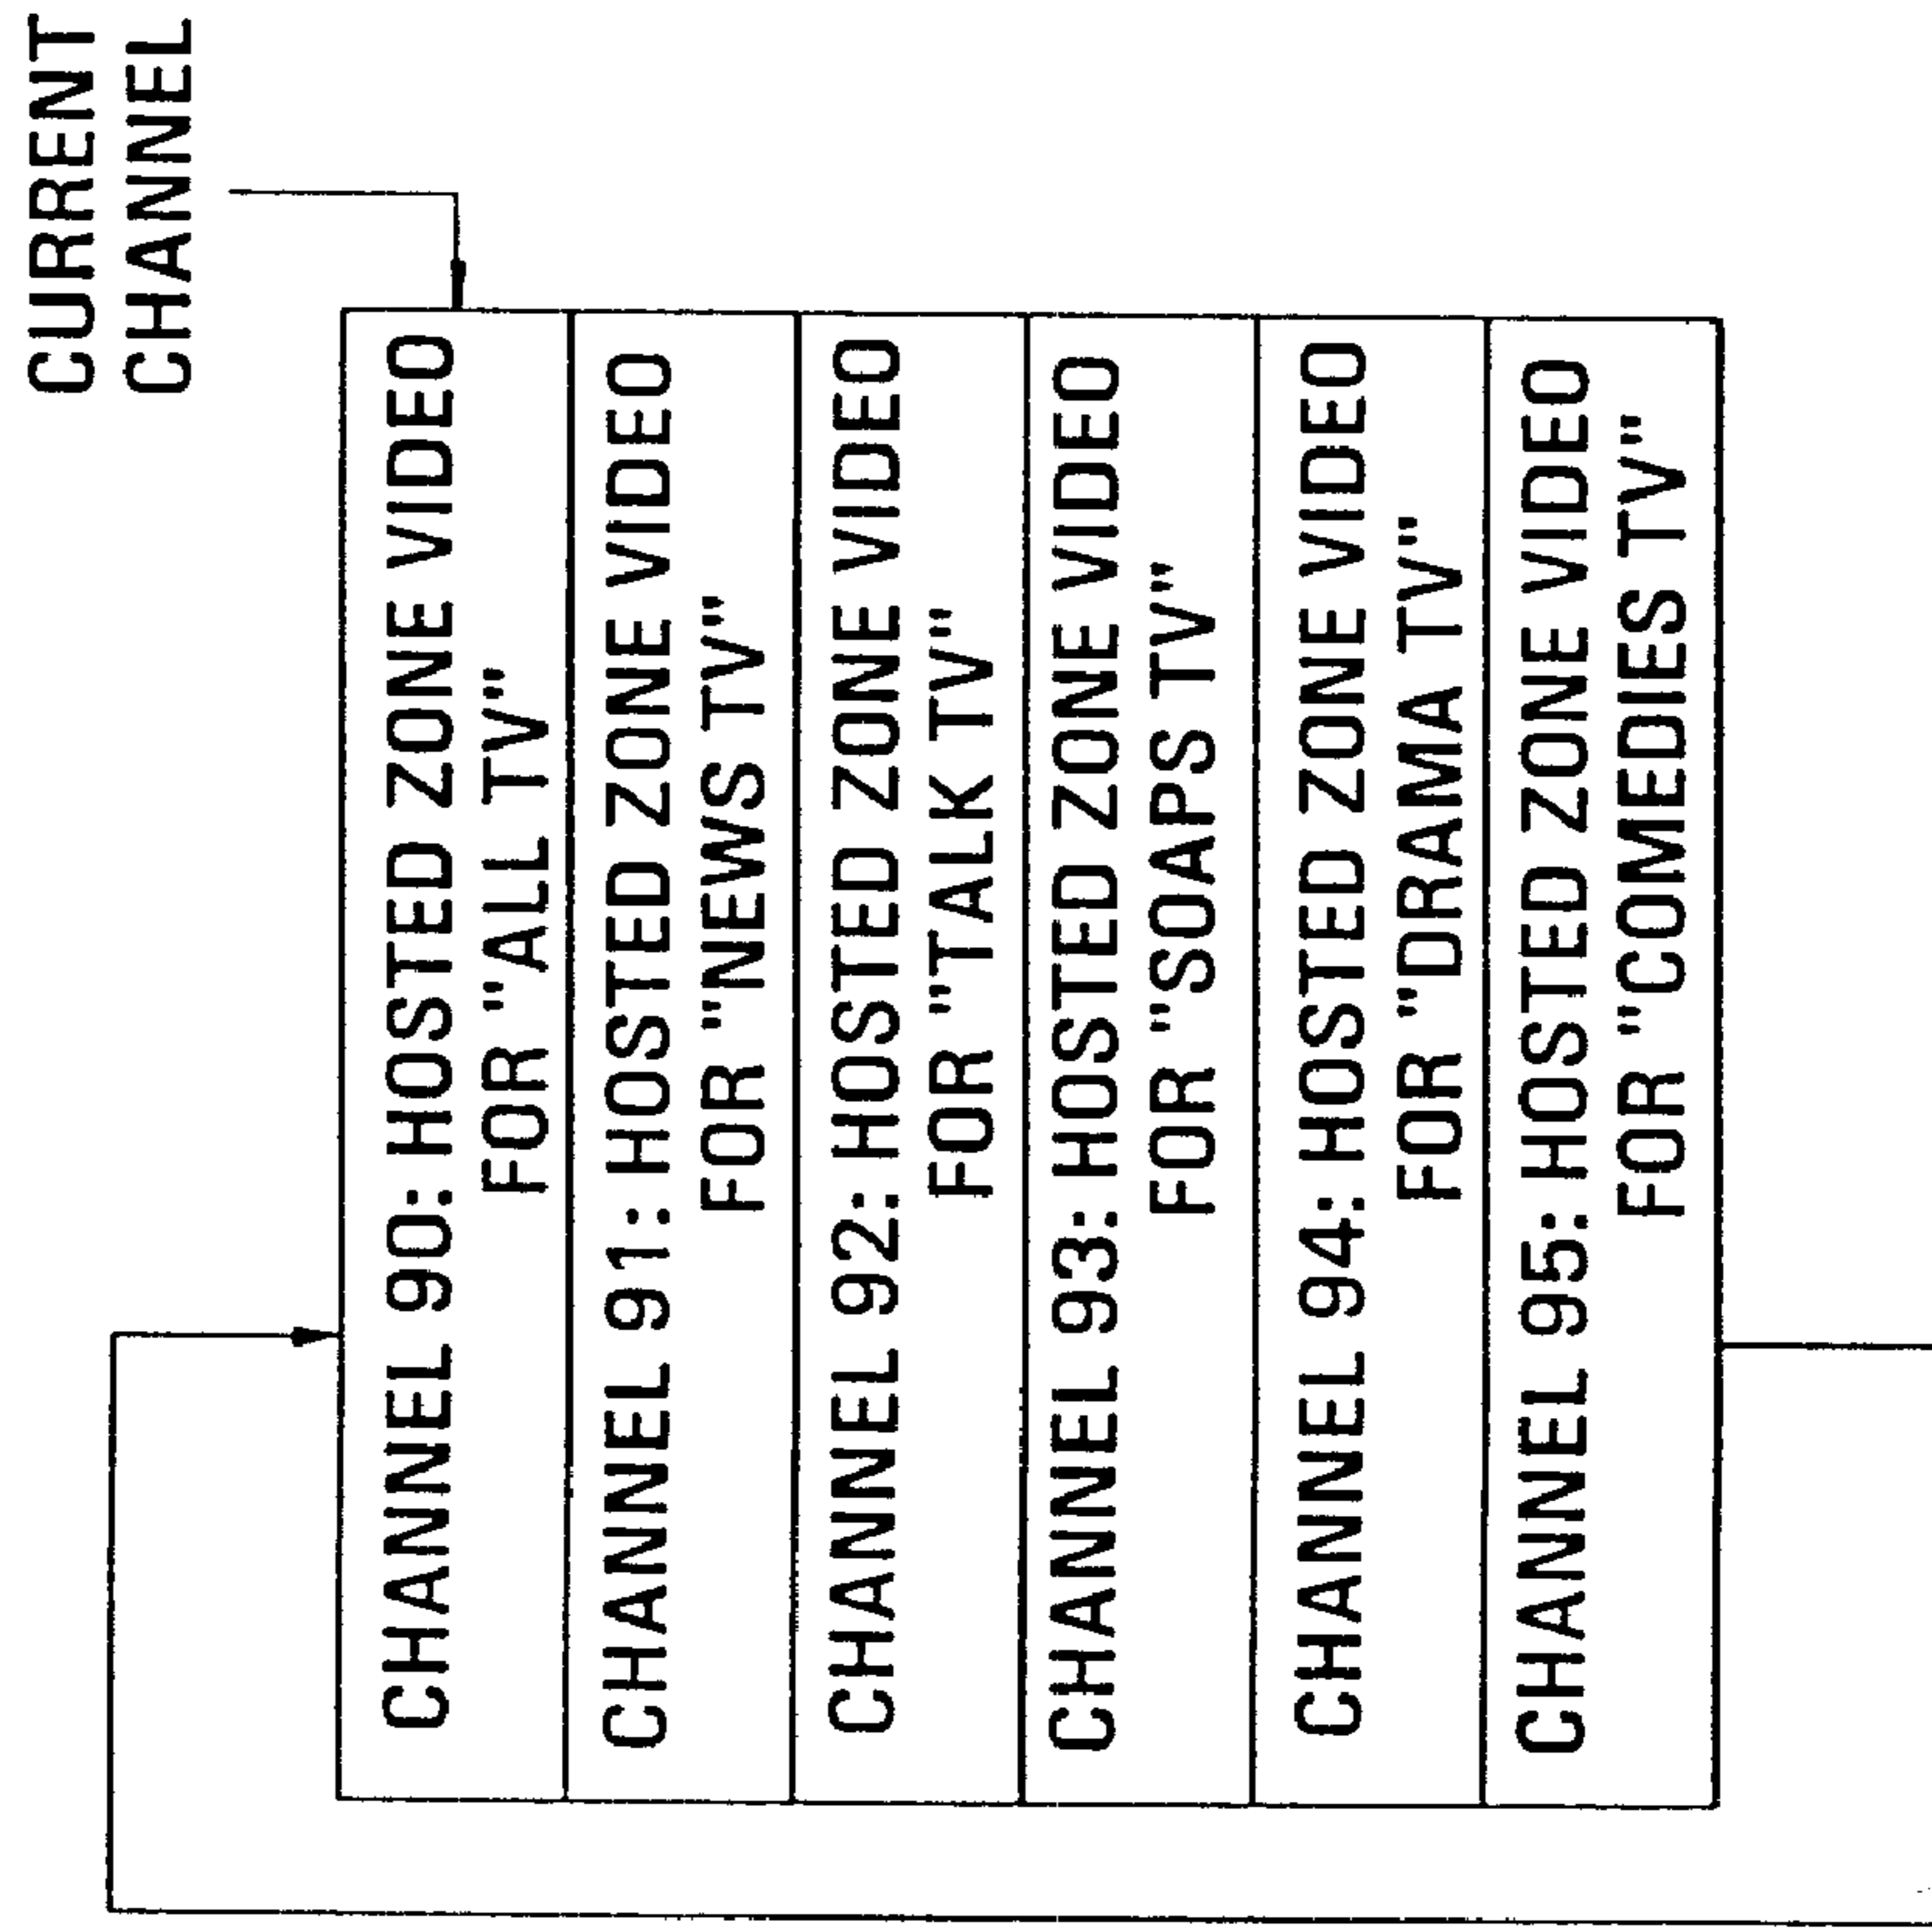 CURRENT
CHANNEL
CHANNEL 90: HOSTED ZONE VIDEO
FOR "ALL TV"
CHANNEL 91: HOSTED ZONE VIDEO
FOR "NEWS TV"
CHANNEL 92: HOSTED ZONE VIDEO
FOR "TALK TV"
CHANNEL 93: HOSTED ZONE VIDEO
FOR "SOAPS TV"
CHANNEL 94: HOSTED ZONE VIDEO
FOR "DRAMA TV"
CHANNEL 95: HOSTED ZONE VIDEO
FOR "COMEDIES TV"